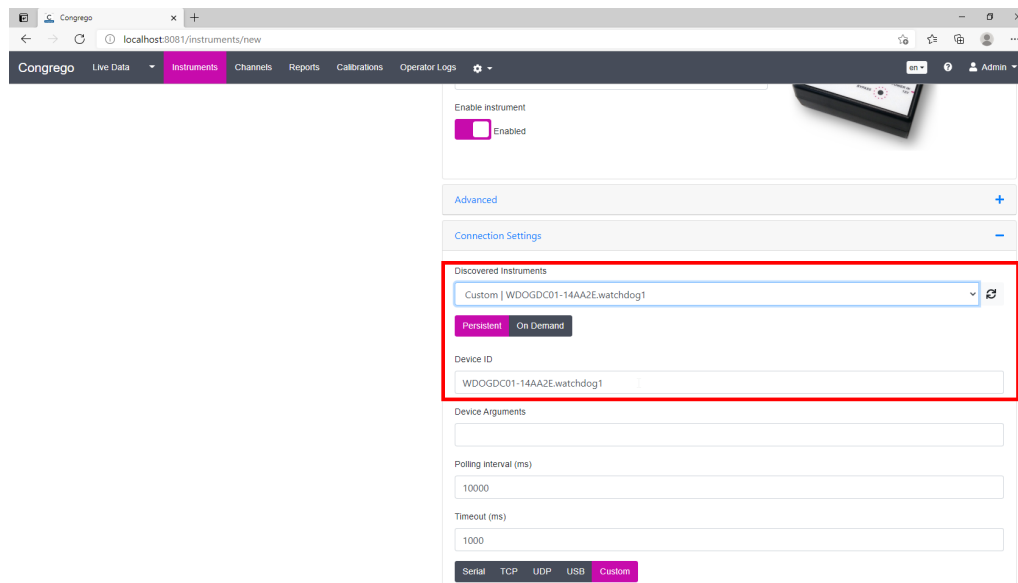 Congrego
localhost:8081/instruments/new
Congrego Live Data Instruments Channels Reports Calibrations Operator Logs en Admin
Enable instrument
Enabled
Advanced
Connection Settings
Discovered Instruments
Custom | WDOGDC01-14AA2E.watchdog1
Persistent On Demand
Device ID
WDOGDC01-14AA2E.watchdog1
Device Arguments
Polling interval (ms)
10000
Timeout (ms)
1000
Serial TCP UDP USB Custom